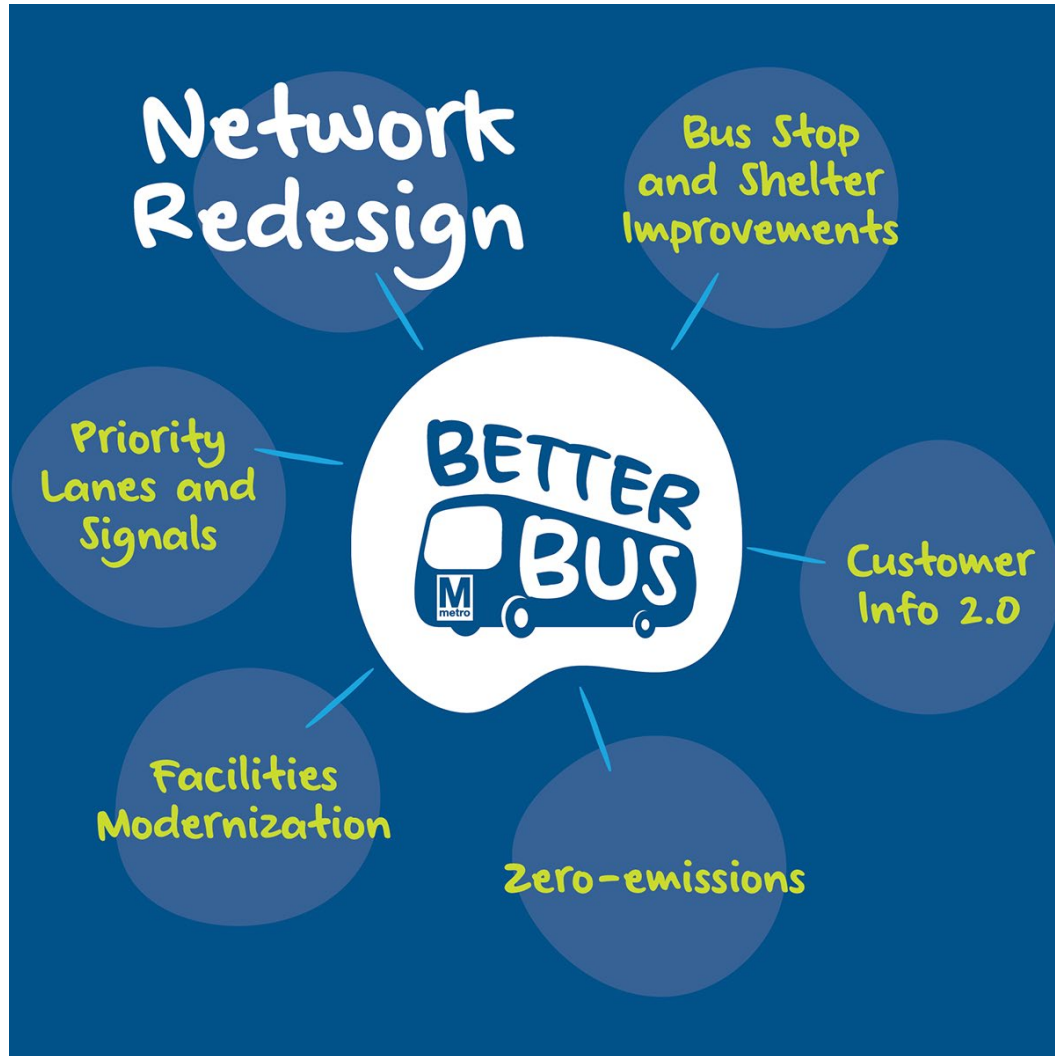 Network
Redesign
Bus Stop
and Shelter
Improvements
Priority
Lanes and
Signals
BETTER
BUS
M
metro
Customer
Info 2.0
Facilities
Modernization
Zero-emissions